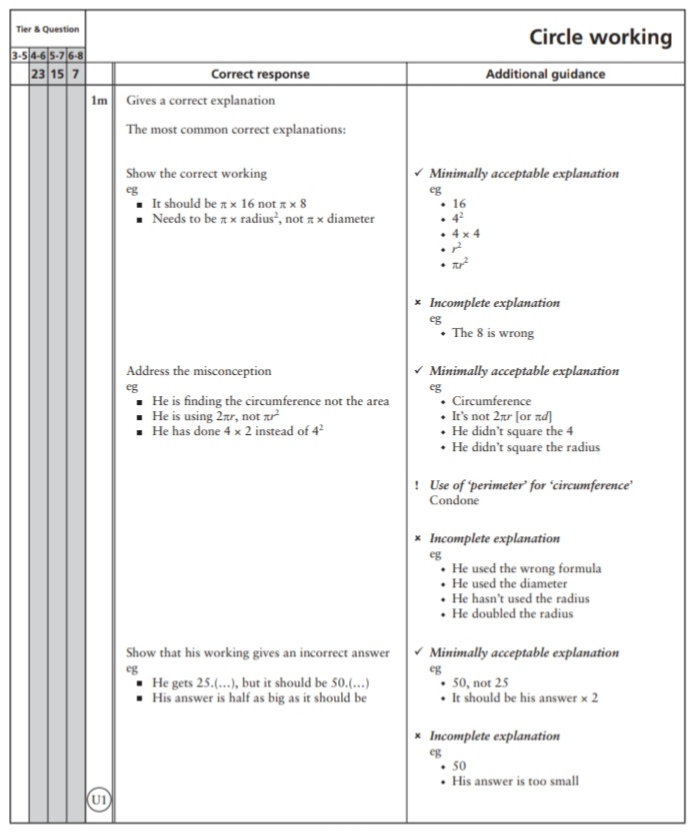 Tier & Question
Circle working
3-5 4-6 5-7 6-8
23 15 7
Correct response
Additional guidance
1m
Gives a correct explanation
The most common correct explanations:
Show the correct working
eg
▪ It should be π × 16 not π × 8
▪ Needs to be π × radius², not π × diameter
✓ Minimally acceptable explanation
eg
• 16
• 4²
• 4 × 4
• r²
• πr²
× Incomplete explanation
eg
• The 8 is wrong
Address the misconception
eg
▪ He is finding the circumference not the area
▪ He is using 2πr, not πr²
▪ He has done 4 × 2 instead of 4²
✓ Minimally acceptable explanation
eg
• Circumference
• It's not 2πr [or πd]
• He didn't square the 4
• He didn't square the radius
! Use of 'perimeter' for 'circumference'
Condone
× Incomplete explanation
eg
• He used the wrong formula
• He used the diameter
• He hasn't used the radius
• He doubled the radius
Show that his working gives an incorrect answer
eg
▪ He gets 25.(...), but it should be 50.(...)
▪ His answer is half as big as it should be
✓ Minimally acceptable explanation
eg
• 50, not 25
• It should be his answer × 2
× Incomplete explanation
eg
• 50
• His answer is too small
U1